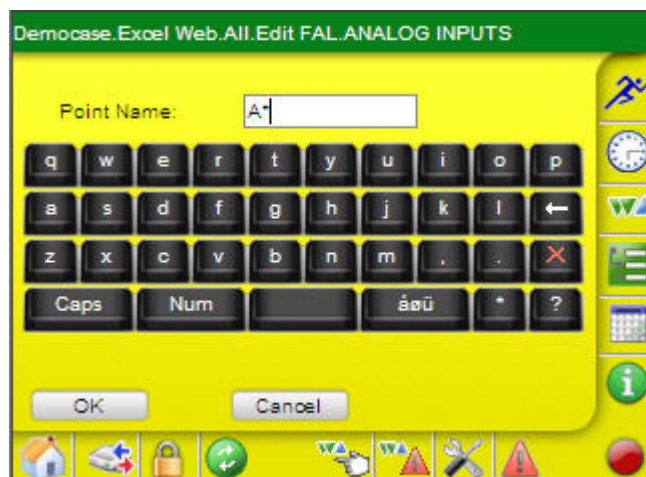 Democase.Excel Web.All.Edit FAL.ANALOG INPUTS
Point Name: A*
q w e r t y u i o p
a s d f g h j k l ←
z x c v b n m , . X
Caps Num áøü * ?
OK Cancel